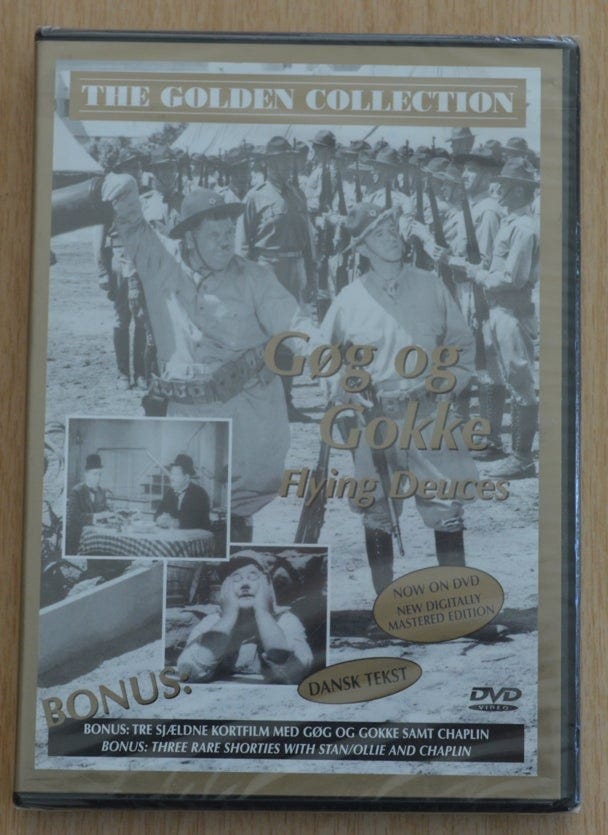 THE GOLDEN COLLECTION
Gøg og
Gokke
Flying Deuces
NOW ON DVD
NEW DIGITALLY
MASTERED EDITION
DANSK TEKST
BONUS:
DVD
VIDEO
BONUS: TRE SJÆLDNE KORTFILM MED GØG OG GOKKE SAMT CHAPLIN
BONUS: THREE RARE SHORTIES WITH STAN/OLLIE AND CHAPLIN